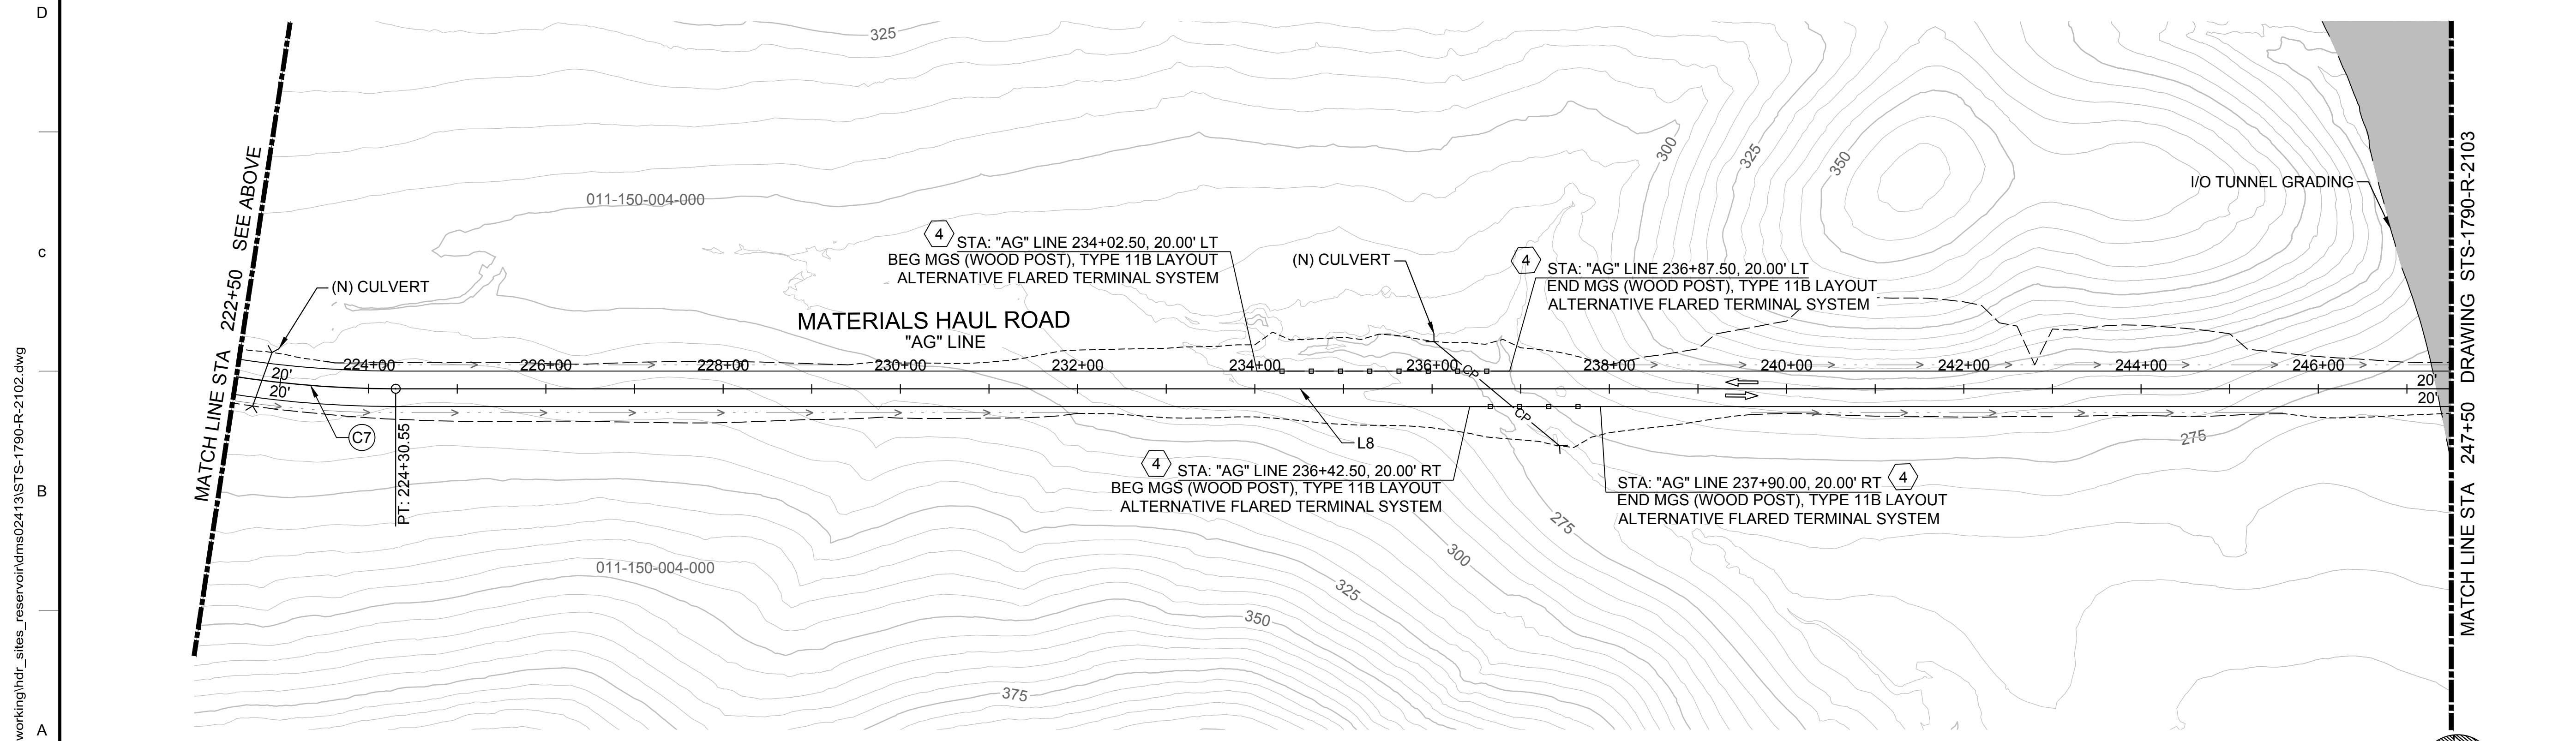 D
325
300
325
350
011-150-004-000
I/O TUNNEL GRADING
4
STA: "AG" LINE 234+02.50, 20.00' LT
BEG MGS (WOOD POST), TYPE 11B LAYOUT
ALTERNATIVE FLARED TERMINAL SYSTEM
c
(N) CULVERT
4
STA: "AG" LINE 236+87.50, 20.00' LT
END MGS (WOOD POST), TYPE 11B LAYOUT
ALTERNATIVE FLARED TERMINAL SYSTEM
(N) CULVERT
MATERIALS HAUL ROAD
"AG" LINE
MATCH LINE STA 222+50 SEE ABOVE
224+00 226+00 228+00 230+00 232+00 234+00 236+00 238+00 240+00 242+00 244+00 246+00
20'
20'
CP
CP
20'
20'
C7
PT: 224+30.55
L8
275
4
STA: "AG" LINE 236+42.50, 20.00' RT
BEG MGS (WOOD POST), TYPE 11B LAYOUT
ALTERNATIVE FLARED TERMINAL SYSTEM
STA: "AG" LINE 237+90.00, 20.00' RT
4
END MGS (WOOD POST), TYPE 11B LAYOUT
ALTERNATIVE FLARED TERMINAL SYSTEM
B
275
300
011-150-004-000
325
350
375
A
MATCH LINE STA 247+50 DRAWING STS-1790-R-2103
working\hdr_sites_reservoir\dms02413\STS-1790-R-2102.dwg